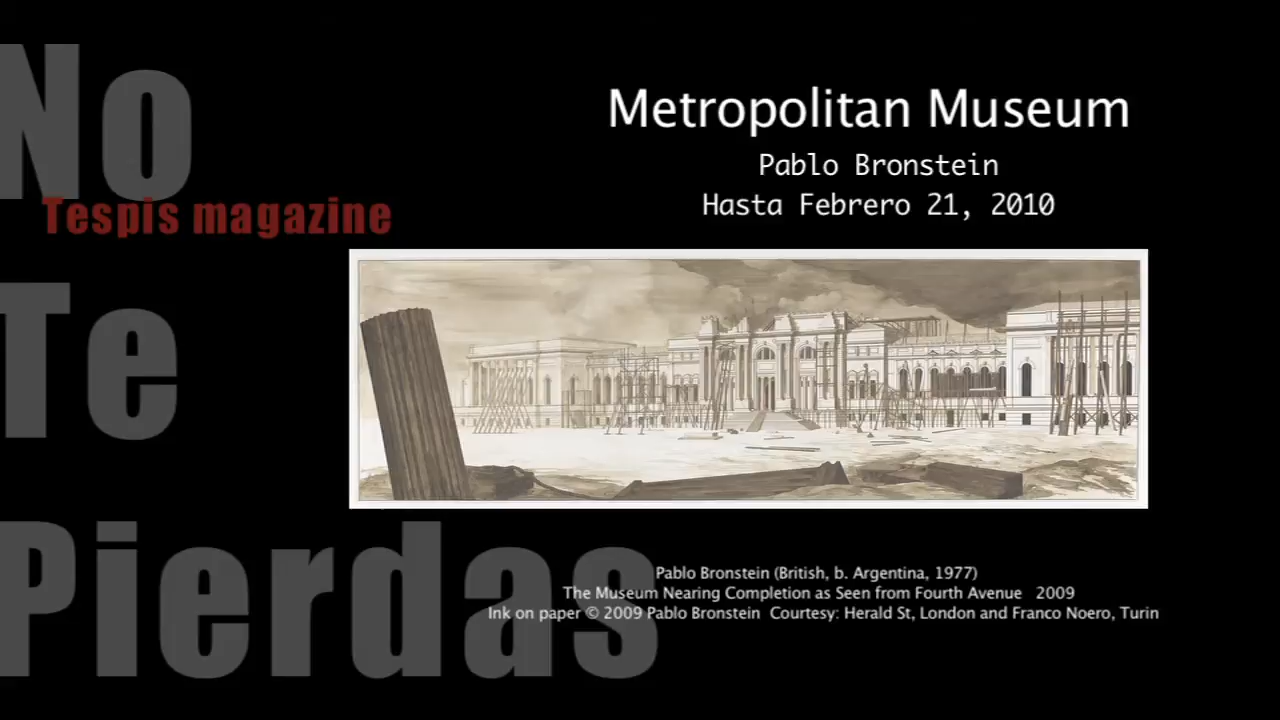 No
Te
Pierdas
Tespis magazine
Metropolitan Museum
Pablo Bronstein
Hasta Febrero 21, 2010
Pablo Bronstein (British, b. Argentina, 1977)
The Museum Nearing Completion as Seen from Fourth Avenue 2009
Ink on paper © 2009 Pablo Bronstein Courtesy: Herald St, London and Franco Noero, Turin